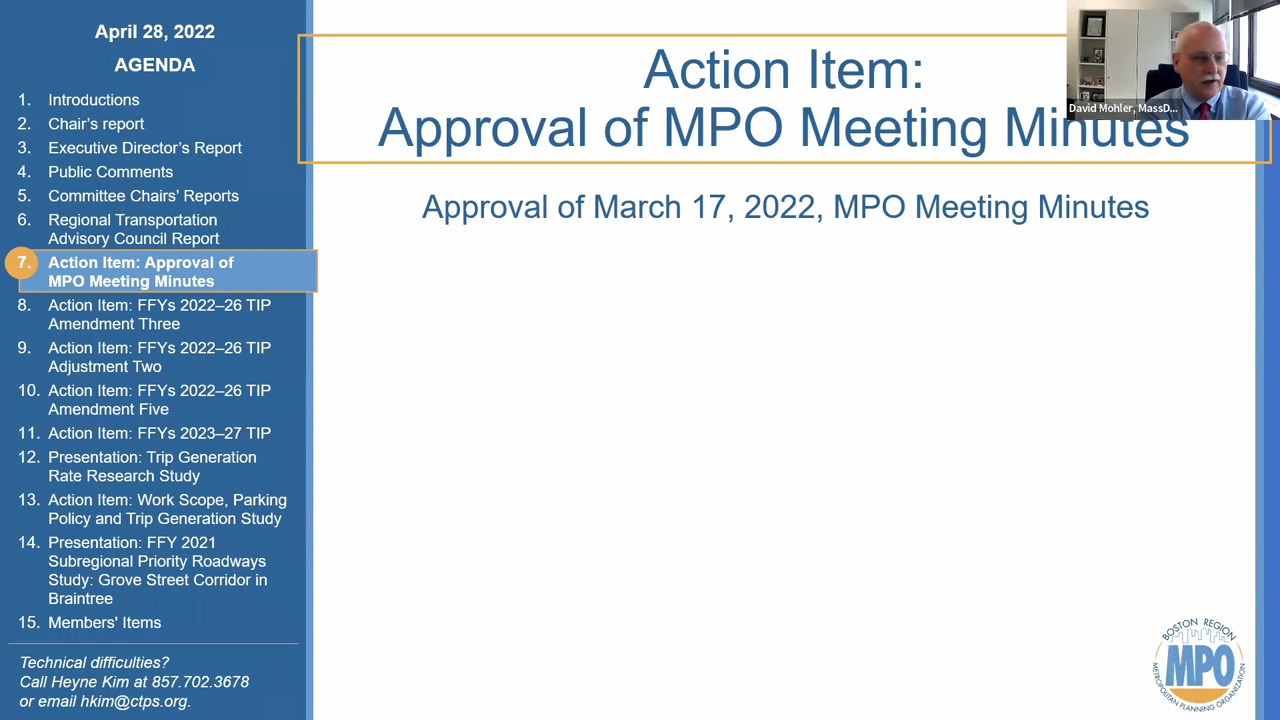 April 28, 2022
AGENDA
1. Introductions
2. Chair's report
3. Executive Director's Report
4. Public Comments
5. Committee Chairs' Reports
6. Regional Transportation
Advisory Council Report
7. Action Item: Approval of
MPO Meeting Minutes
8. Action Item: FFYs 2022–26 TIP
Amendment Three
9. Action Item: FFYs 2022–26 TIP
Adjustment Two
10. Action Item: FFYs 2022–26 TIP
Amendment Five
11. Action Item: FFYs 2023–27 TIP
12. Presentation: Trip Generation
Rate Research Study
13. Action Item: Work Scope, Parking
Policy and Trip Generation Study
14. Presentation: FFY 2021
Subregional Priority Roadways
Study: Grove Street Corridor in
Braintree
15. Members' Items
Technical difficulties?
Call Heyne Kim at 857.702.3678
or email hkim@ctps.org.
Action Item:
Approval of MPO Meeting Minutes
Approval of March 17, 2022, MPO Meeting Minutes
David Mohler, MassD...
BOSTON REGION
MPO
METROPOLITAN PLANNING ORGANIZATION